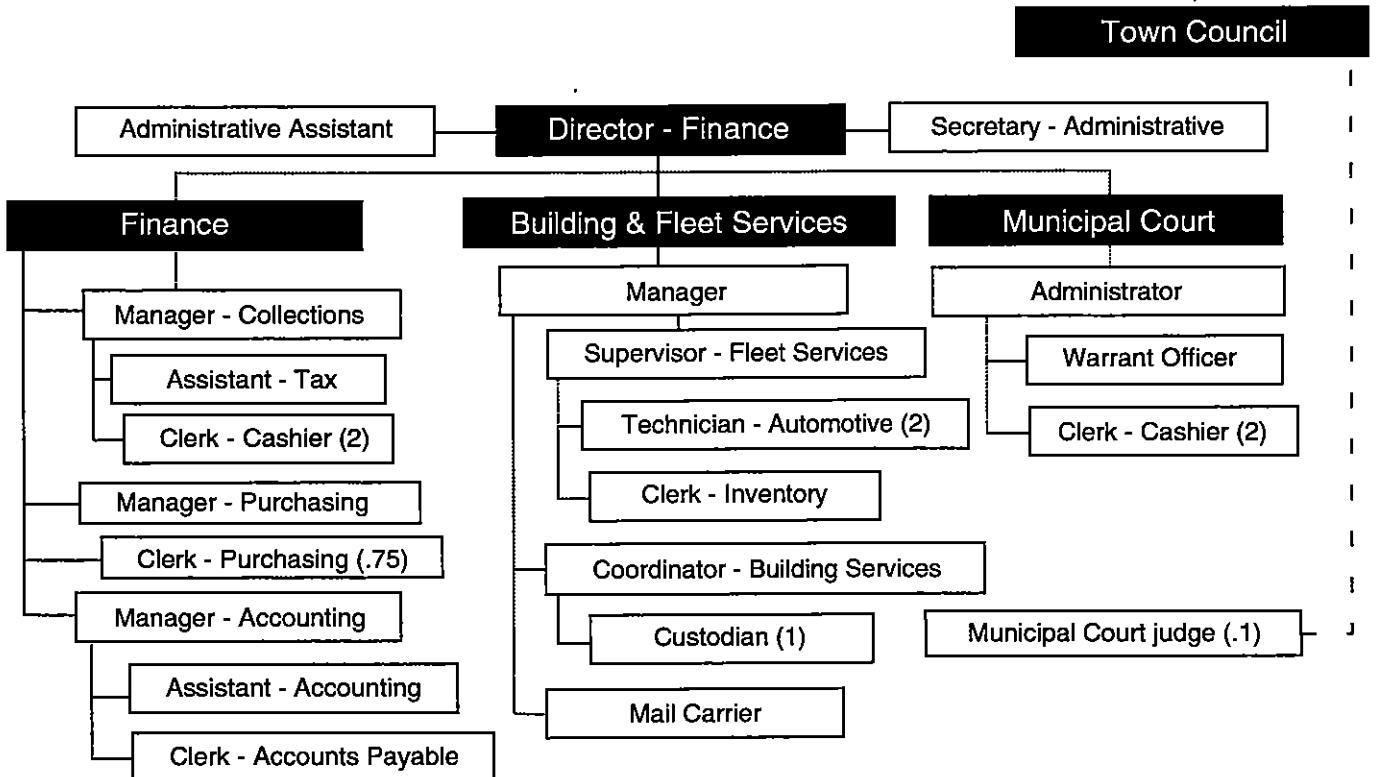 Town Council
Administrative Assistant
Director - Finance
Secretary - Administrative
Finance
Manager - Collections
Assistant - Tax
Clerk - Cashier (2)
Manager - Purchasing
Clerk - Purchasing (.75)
Manager - Accounting
Assistant - Accounting
Clerk - Accounts Payable
Building & Fleet Services
Manager
Supervisor - Fleet Services
Technician - Automotive (2)
Clerk - Inventory
Coordinator - Building Services
Custodian (1)
Mail Carrier
Municipal Court
Administrator
Warrant Officer
Clerk - Cashier (2)
Municipal Court judge (.1)